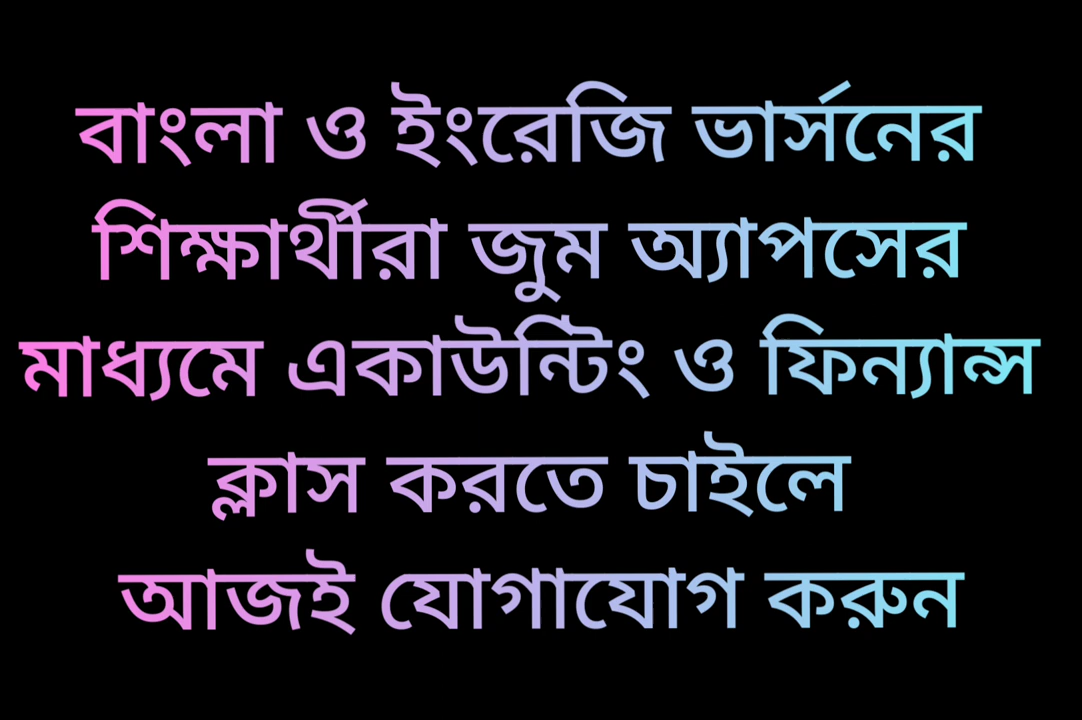 বাংলা ও ইংরেজি ভার্সনের
শিক্ষার্থীরা জুম অ্যাপসের
মাধ্যমে একাউন্টিং ও ফিন্যান্স
ক্লাস করতে চাইলে
আজই যোগাযোগ করুন